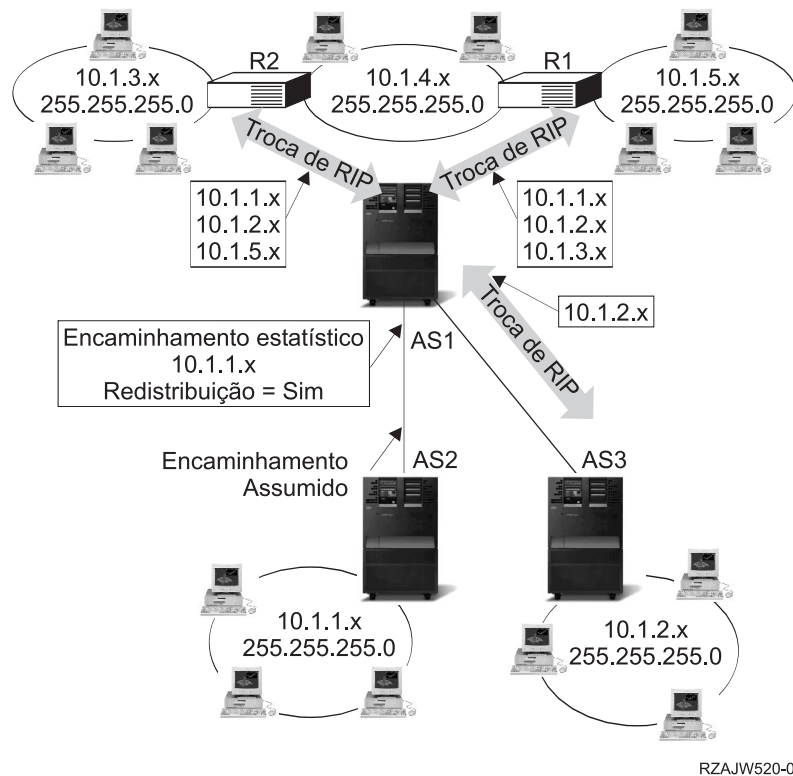 R2
R1
10.1.3.x
255.255.255.0
10.1.4.x
255.255.255.0
10.1.5.x
255.255.255.0
Troca de RIP
Troca de RIP
10.1.1.x
10.1.2.x
10.1.5.x
10.1.1.x
10.1.2.x
10.1.3.x
10.1.2.x
Troca de RIP
Encaminhamento estatístico
10.1.1.x
Redistribuição = Sim
AS1
Encaminhamento
Assumido
AS2
AS3
10.1.1.x
255.255.255.0
10.1.2.x
255.255.255.0
RZAJW520-0